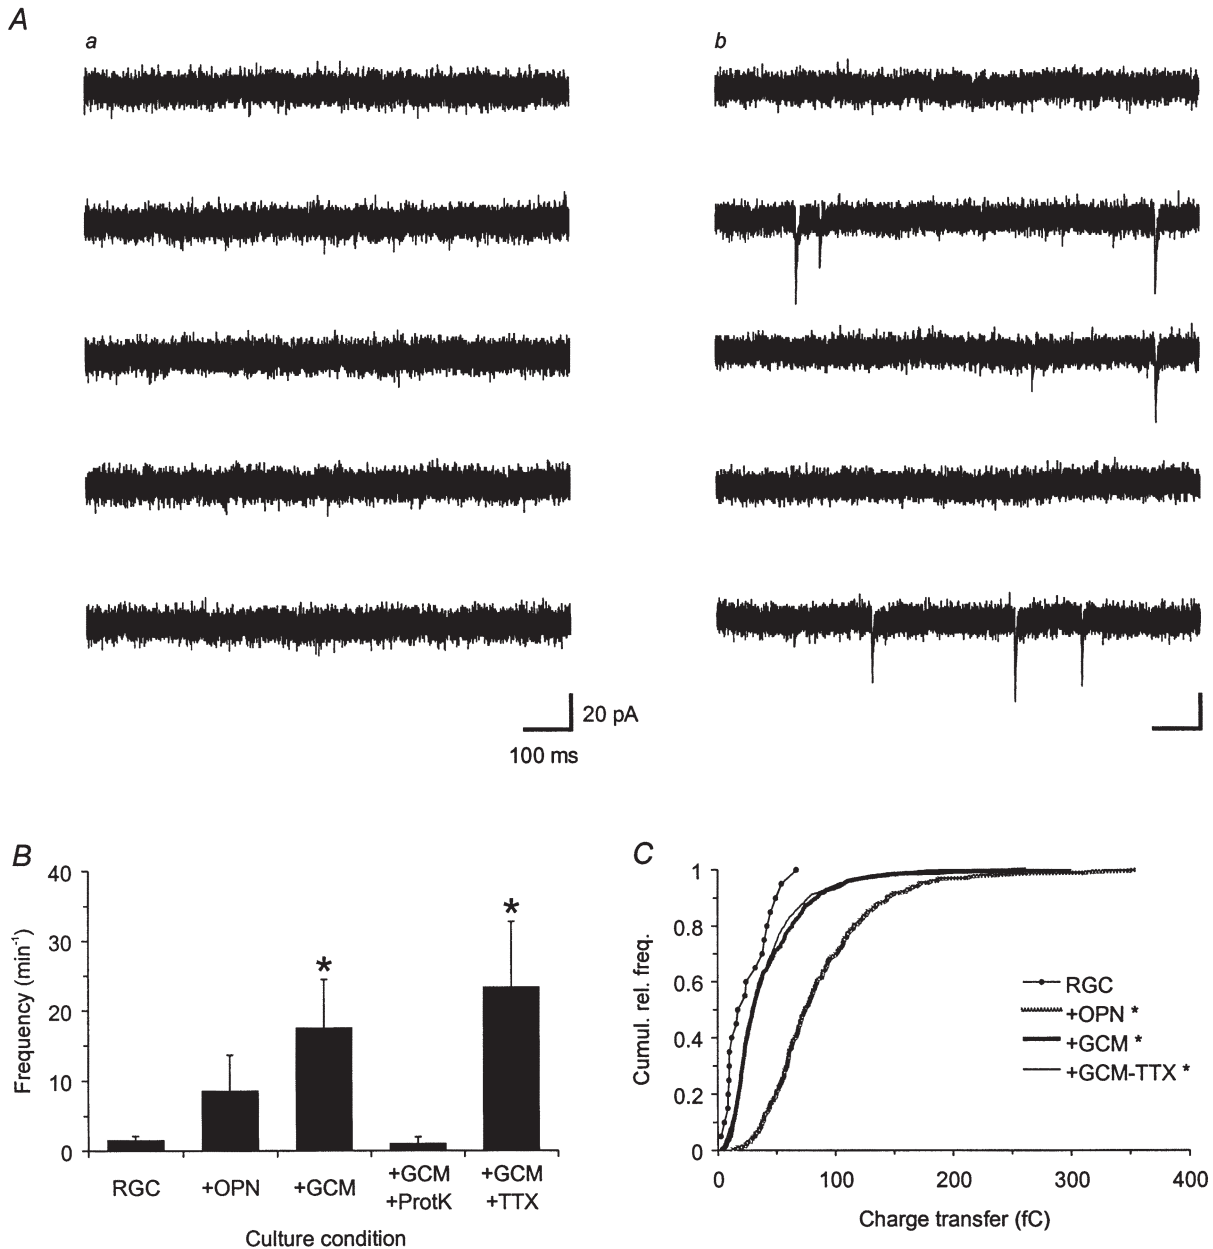 A
a
b
20 pA
100 ms
B
40
30
20
10
0
Frequency (min⁻¹)
*
*
RGC
+OPN
+GCM
+GCM
+ProtK
+GCM
+TTX
Culture condition
C
1
0.8
0.6
0.4
0.2
0
Cumul. rel. freq.
RGC
+OPN *
+GCM *
+GCM-TTX *
0
100
200
300
400
Charge transfer (fC)